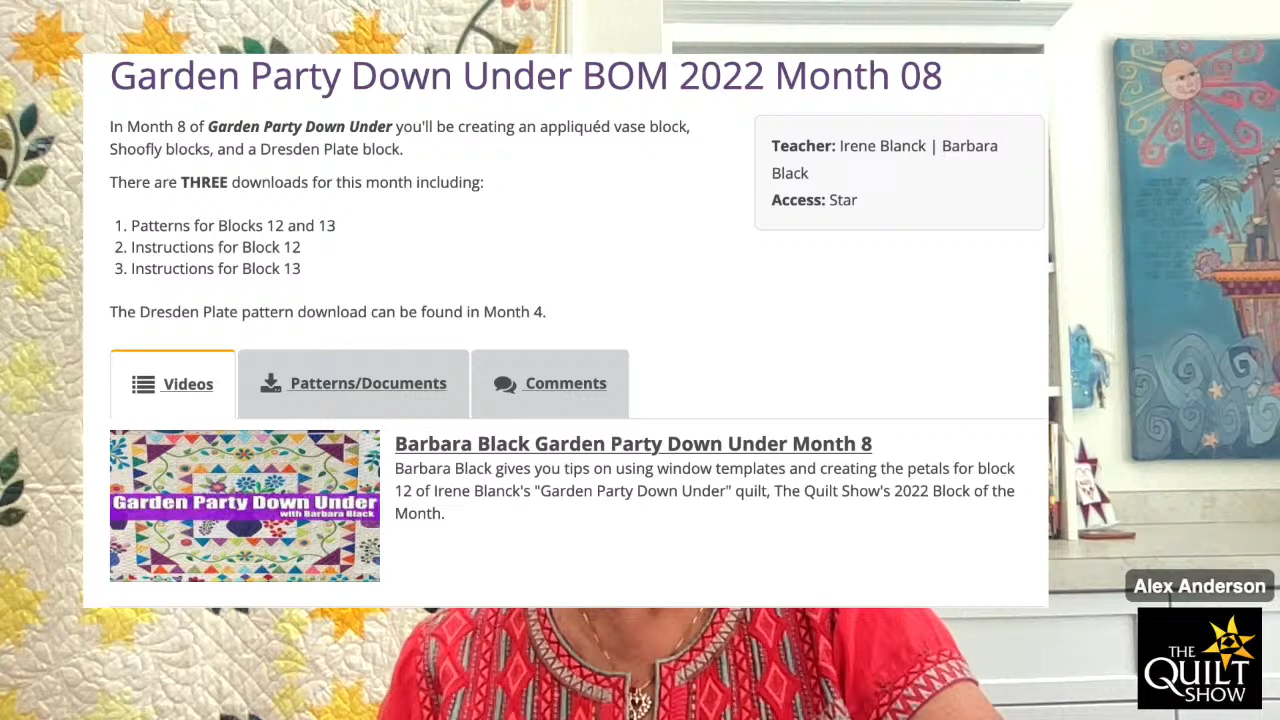 Garden Party Down Under BOM 2022 Month 08
In Month 8 of Garden Party Down Under you'll be creating an appliquéd vase block,
Shoofly blocks, and a Dresden Plate block.
There are THREE downloads for this month including:
1. Patterns for Blocks 12 and 13
2. Instructions for Block 12
3. Instructions for Block 13
The Dresden Plate pattern download can be found in Month 4.
Teacher: Irene Blanck | Barbara
Black
Access: Star
Videos
Patterns/Documents
Comments
Garden Party Down Under
with Barbara Black
Barbara Black Garden Party Down Under Month 8
Barbara Black gives you tips on using window templates and creating the petals for block
12 of Irene Blanck's "Garden Party Down Under" quilt, The Quilt Show's 2022 Block of the
Month.
Alex Anderson
THE
QUILT
SHOW